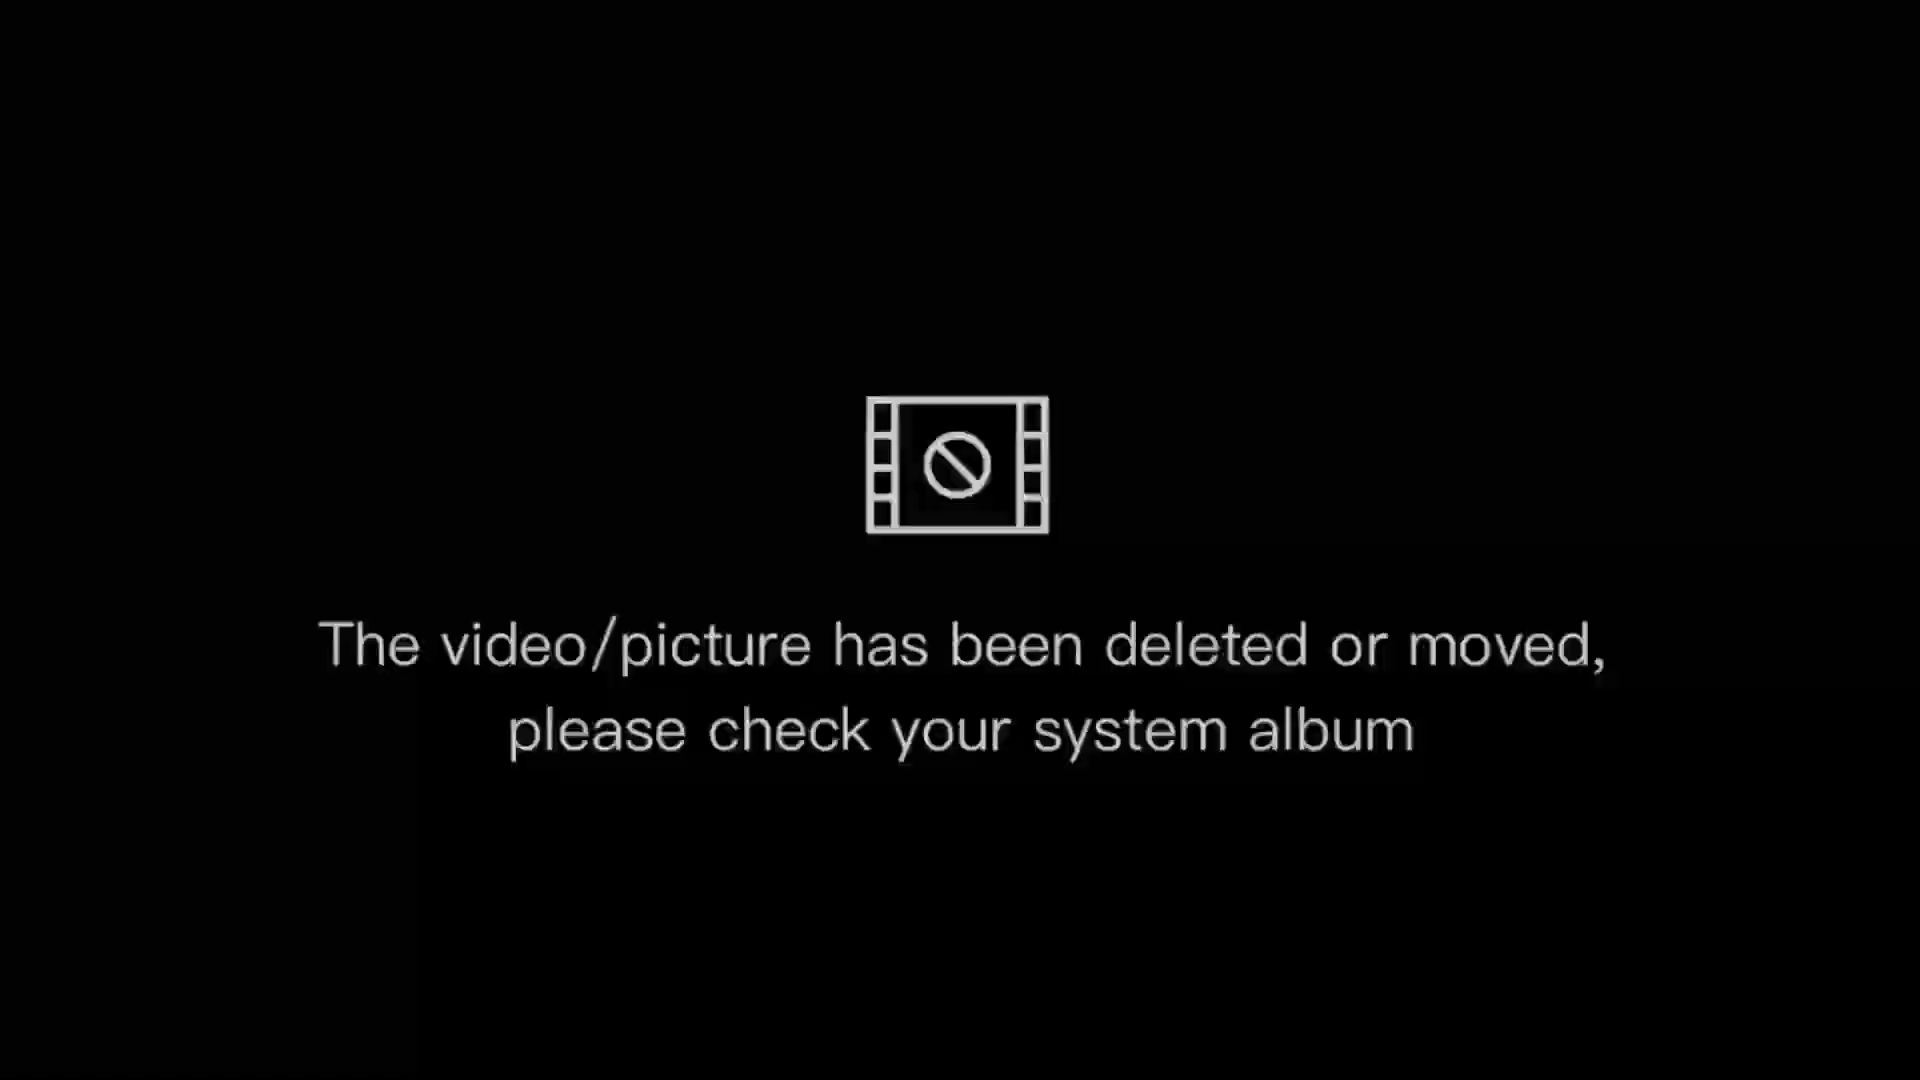 The video/picture has been deleted or moved,
please check your system album